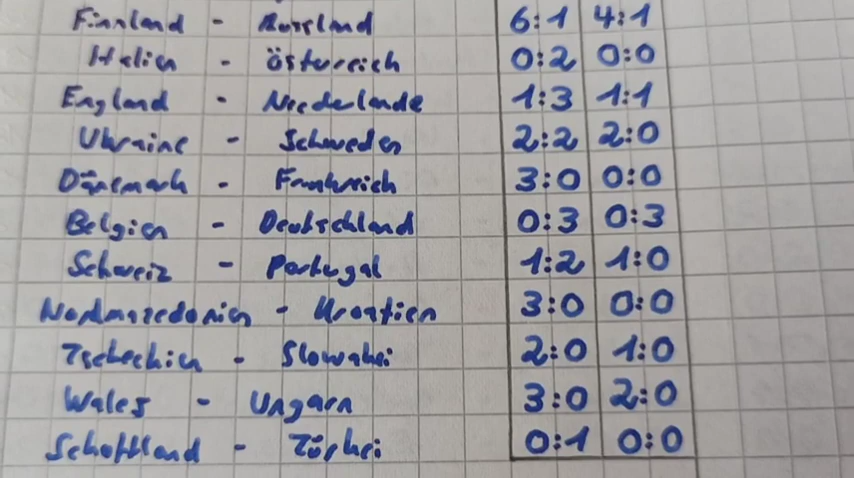 Finnland - Russland 6:1 4:1
Italien - Österreich 0:2 0:0
England - Niederlande 1:3 1:1
Ukraine - Schweden 2:2 2:0
Dänemark - Frankreich 3:0 0:0
Belgien - Deutschland 0:3 0:3
Schweiz - Portugal 1:2 1:0
Nordmazedonien - Kroatien 3:0 0:0
Tschechien - Slowakei 2:0 1:0
Wales - Ungarn 3:0 2:0
Schottland - Türkei 0:1 0:0